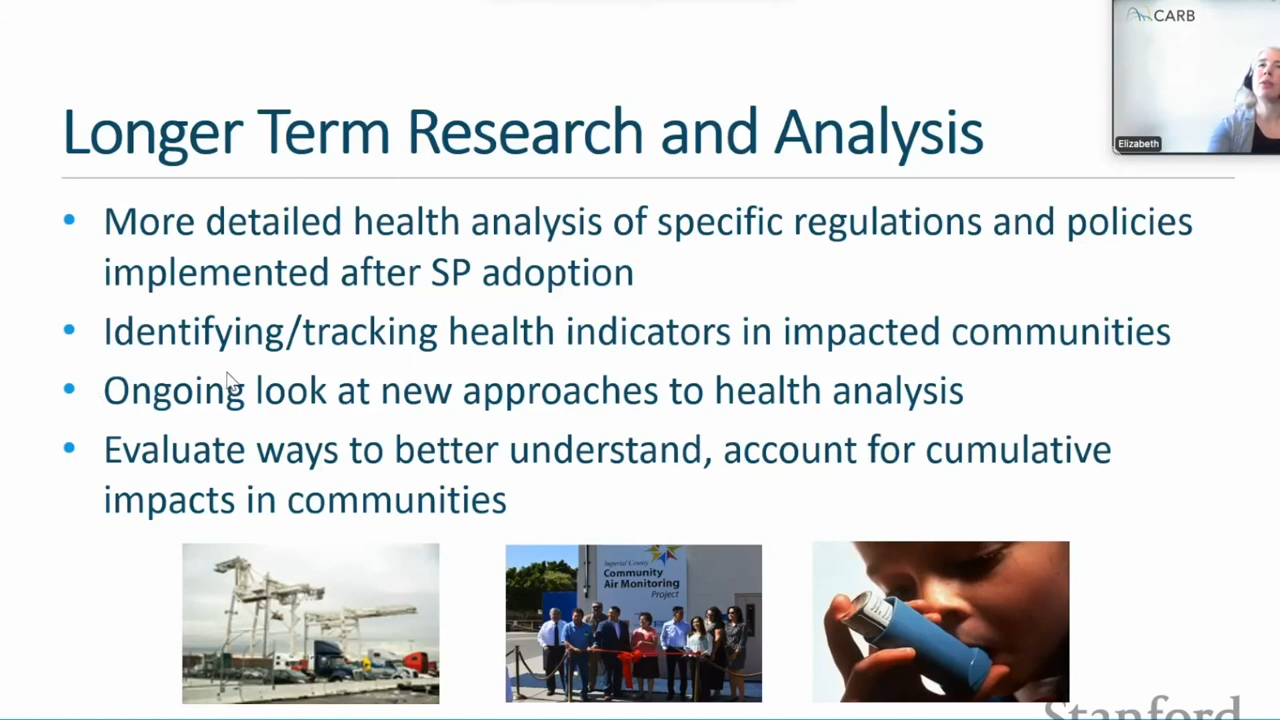 CARB
Elizabeth
Longer Term Research and Analysis
• More detailed health analysis of specific regulations and policies
implemented after SP adoption
• Identifying/tracking health indicators in impacted communities
• Ongoing look at new approaches to health analysis
• Evaluate ways to better understand, account for cumulative
impacts in communities
Imperial County
Community
Air Monitoring
Project
Stanford